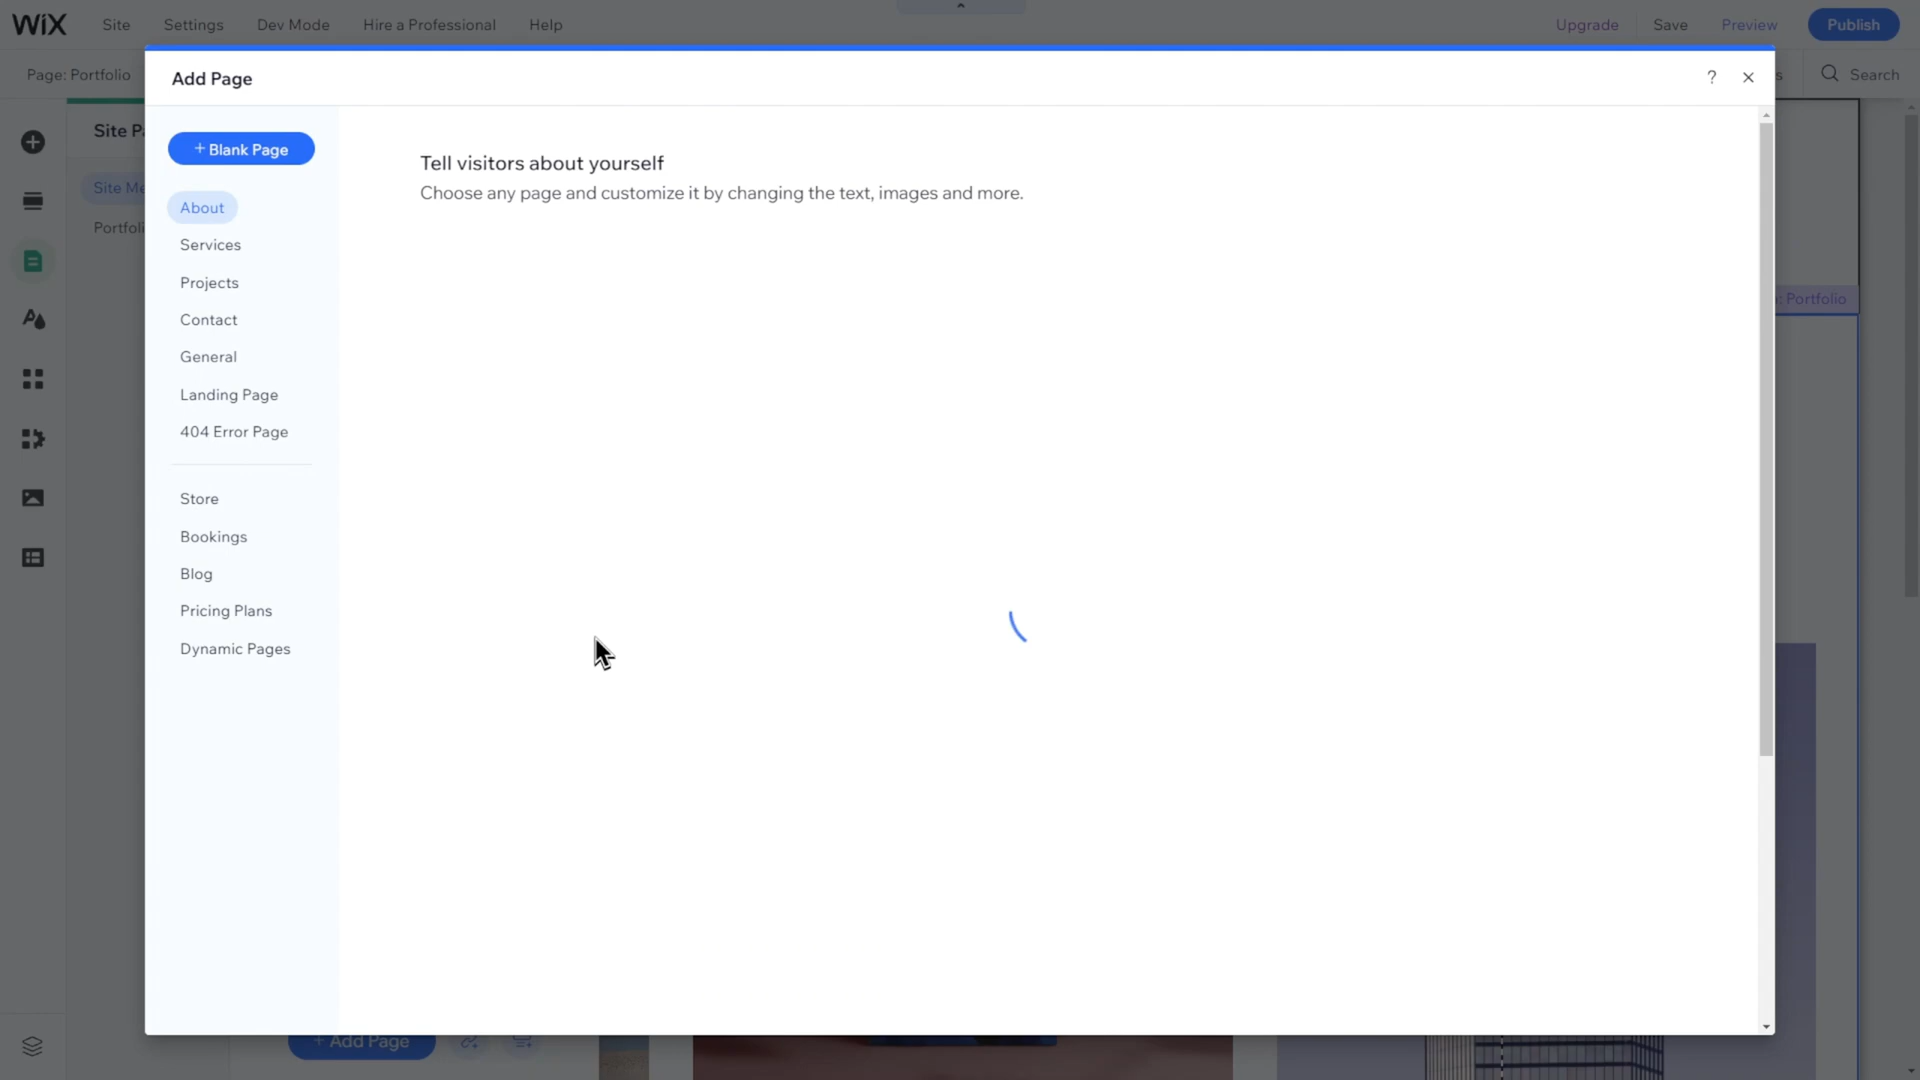 WiX
Site
Settings
Dev Mode
Hire a Professional
Help
Upgrade
Save
Preview
Publish
Page: Portfolio
Search
Add Page
?
Site
Site
+ Blank Page
About
Services
Projects
Contact
General
Landing Page
404 Error Page
Store
Bookings
Blog
Pricing Plans
Dynamic Pages
Tell visitors about yourself
Choose any page and customize it by changing the text, images and more.
: Portfolio
+ Add Page